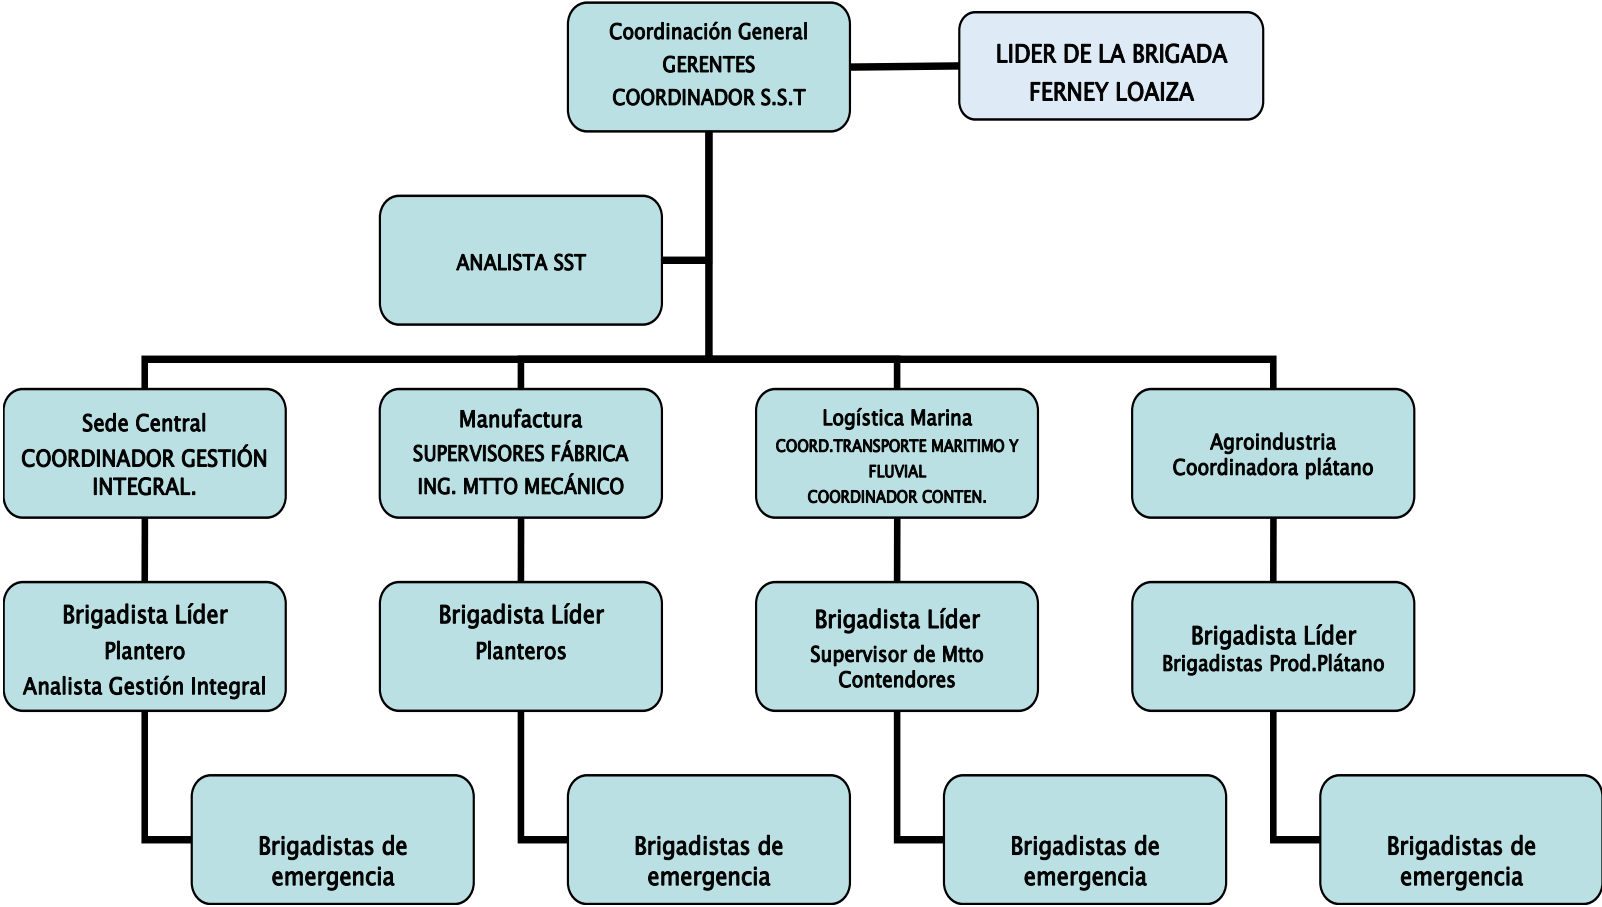 Coordinación General
GERENTES
COORDINADOR S.S.T
LIDER DE LA BRIGADA
FERNEY LOAIZA
ANALISTA SST
Sede Central
COORDINADOR GESTIÓN
INTEGRAL.
Manufactura
SUPERVISORES FÁBRICA
ING. MTTO MECÁNICO
Logística Marina
COORD.TRANSPORTE MARITIMO Y
FLUVIAL
COORDINADOR CONTEN.
Agroindustria
Coordinadora plátano
Brigadista Líder
Plantero
Analista Gestión Integral
Brigadista Líder
Planteros
Brigadista Líder
Supervisor de Mtto
Contendores
Brigadista Líder
Brigadistas Prod.Plátano
Brigadistas de
emergencia
Brigadistas de
emergencia
Brigadistas de
emergencia
Brigadistas de
emergencia